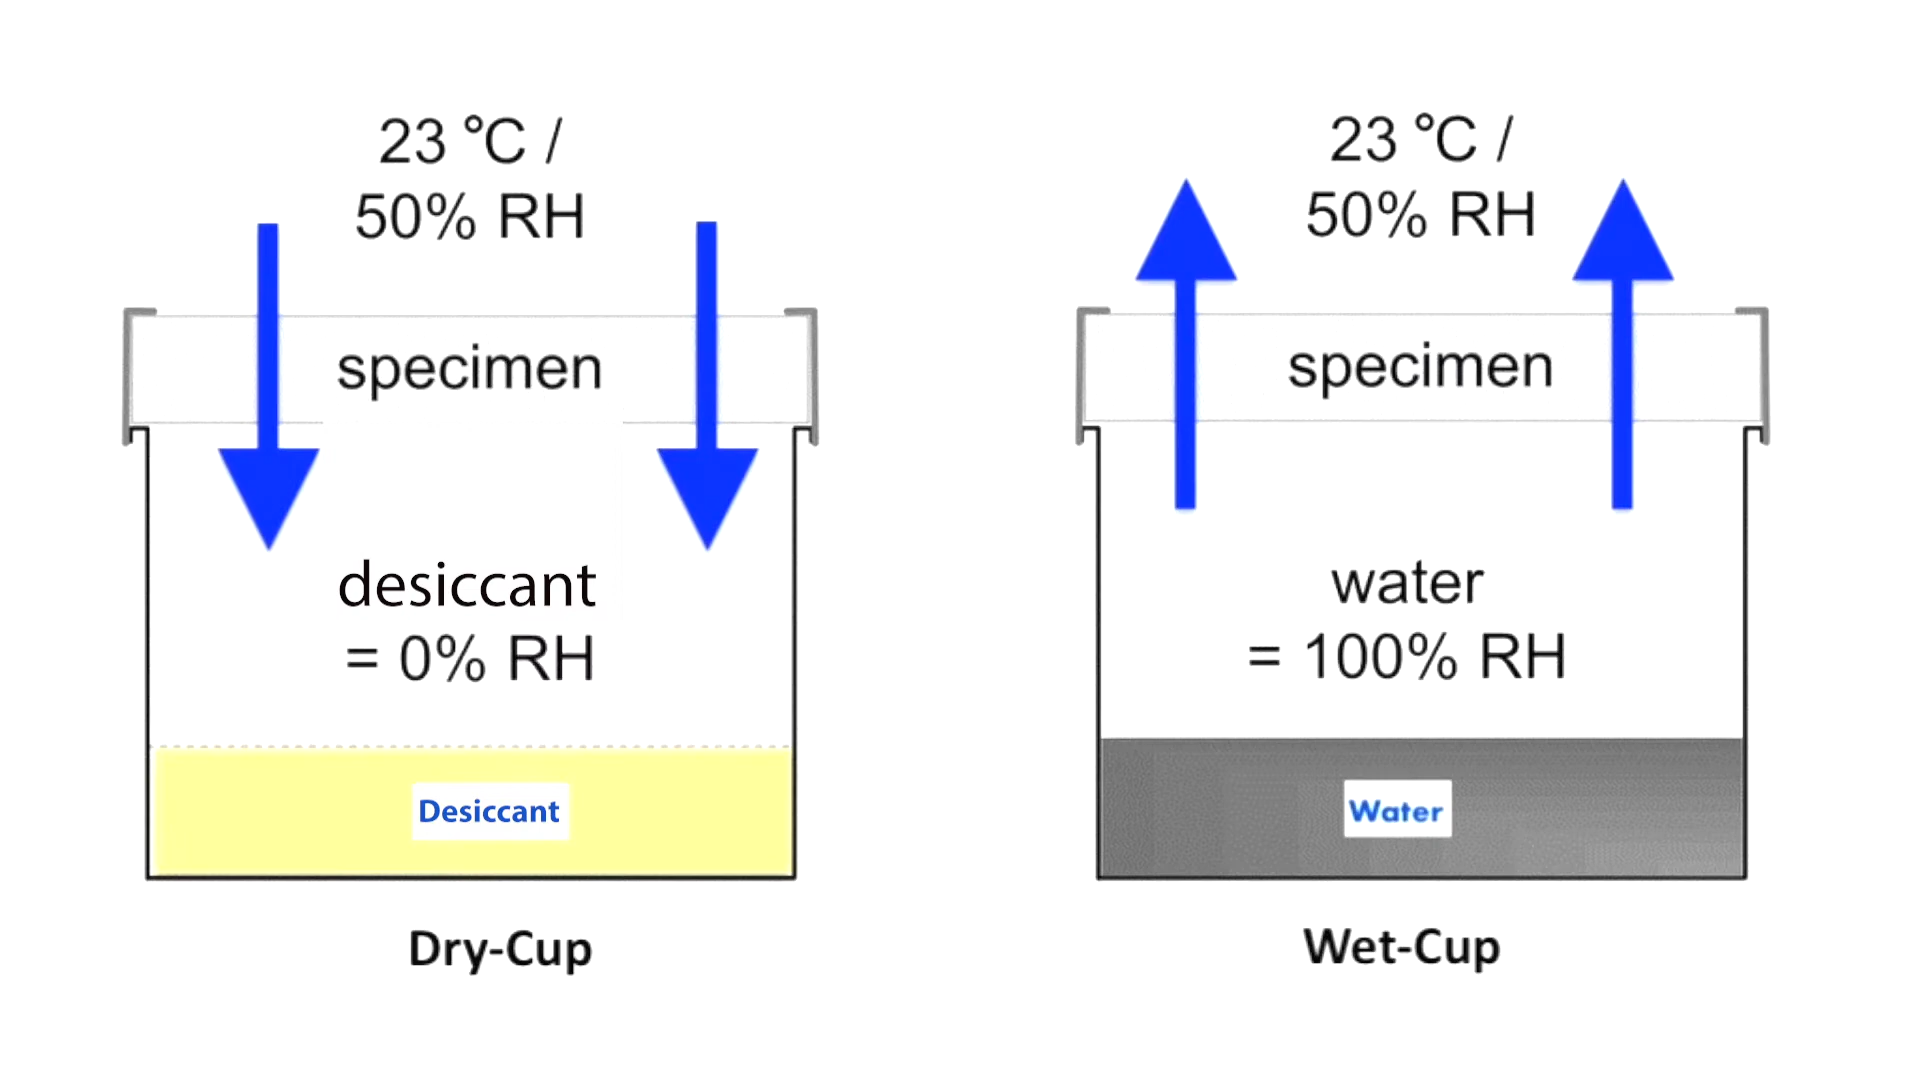 23 °C /
50% RH
specimen
desiccant
= 0% RH
Desiccant
Dry-Cup
23 °C /
50% RH
specimen
water
= 100% RH
Water
Wet-Cup